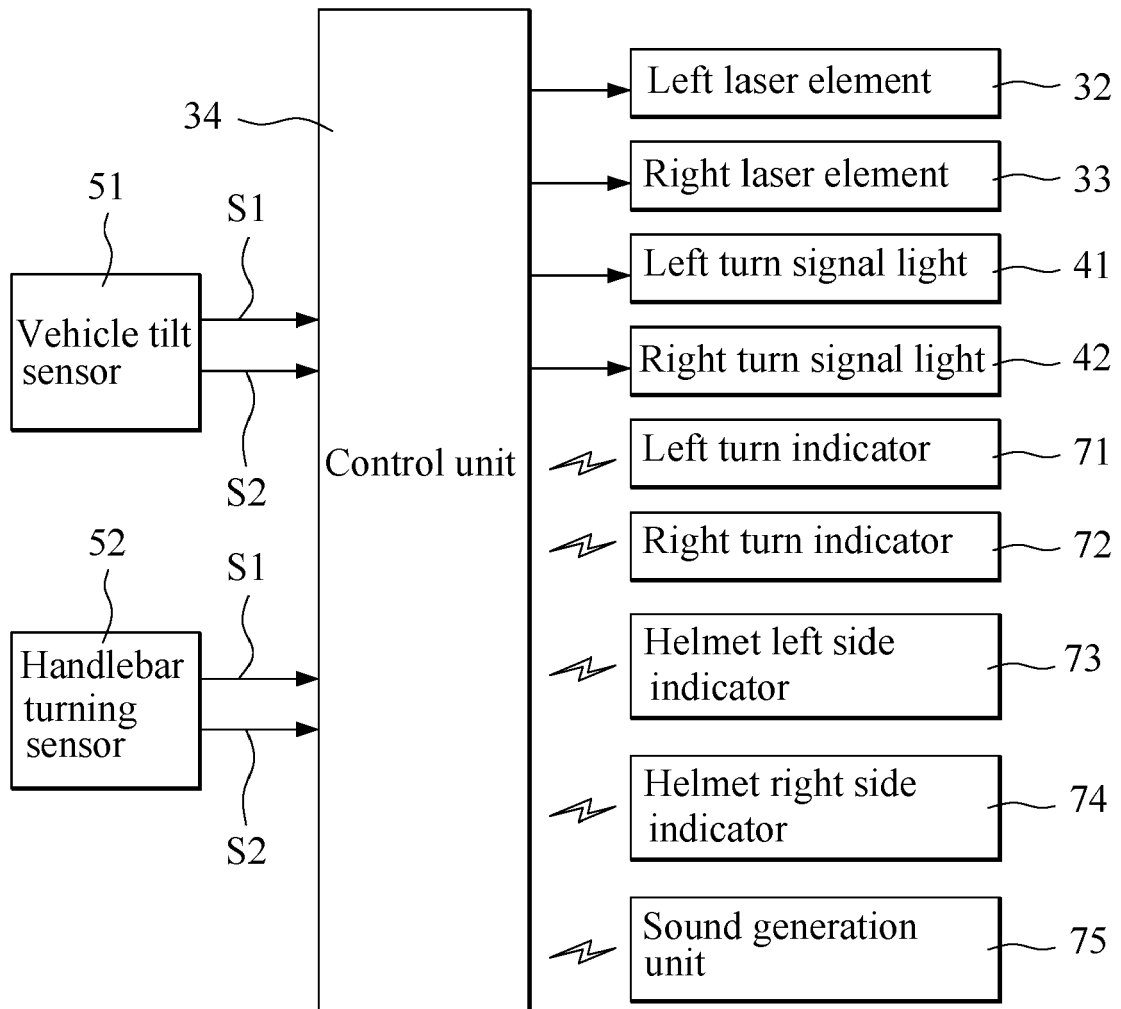 34
51
S1
Vehicle tilt
sensor
S2
52
S1
Handlebar
turning
sensor
S2
Control unit
Left laser element
32
Right laser element
33
Left turn signal light
41
Right turn signal light
42
Left turn indicator
71
Right turn indicator
72
Helmet left side
indicator
73
Helmet right side
indicator
74
Sound generation
unit
75